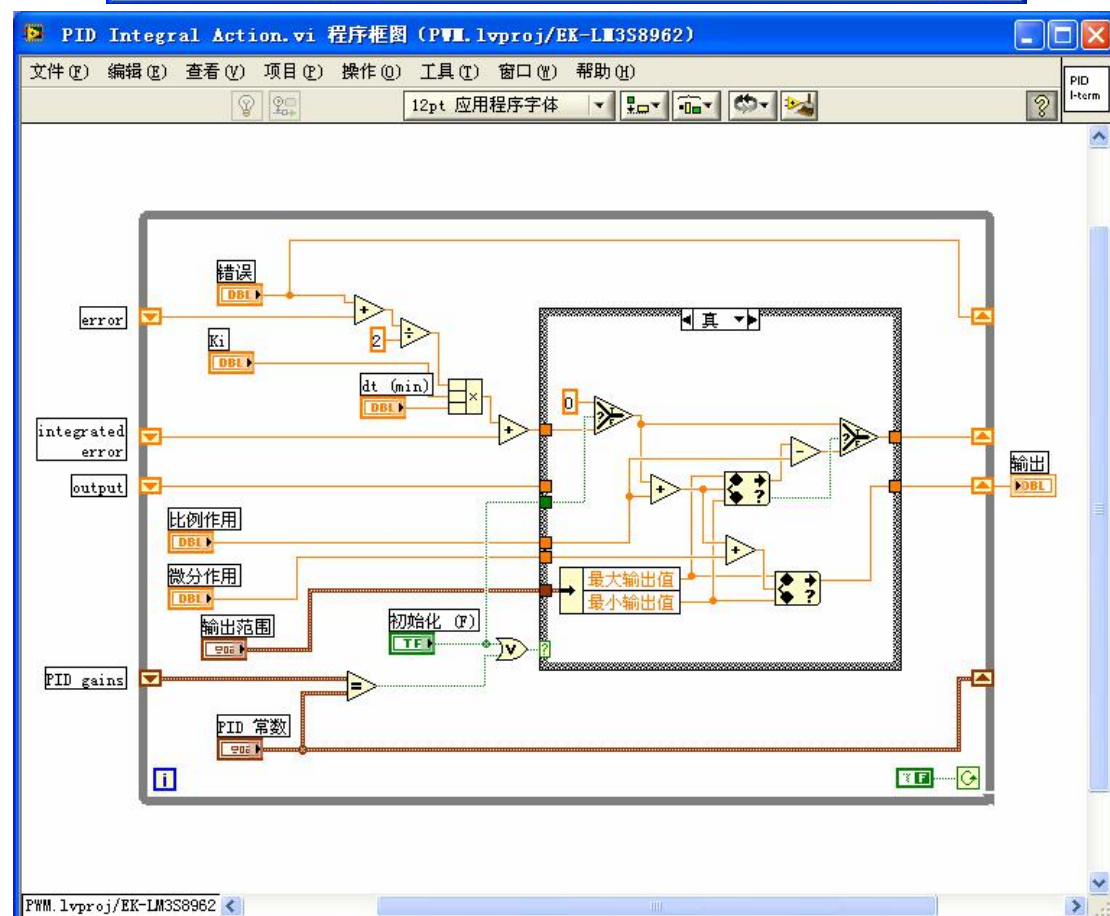 PID Integral Action.vi 程序框图 (PWM.lvproj/EK-LM3S8962)
文件(F) 编辑(E) 查看(V) 项目(P) 操作(O) 工具(T) 窗口(W) 帮助(H)
12pt 应用程序字体
PID
I-term
错误
DBL
error
2
真
Ki
DBL
dt (min)
DBL
0
integrated
error
输出
DBL
output
比例作用
DBL
微分作用
DBL
最大输出值
最小输出值
输出范围
初始化 (F)
TF
PID gains
PID 常数
i
F
PWM.lvproj/EK-LM3S8962